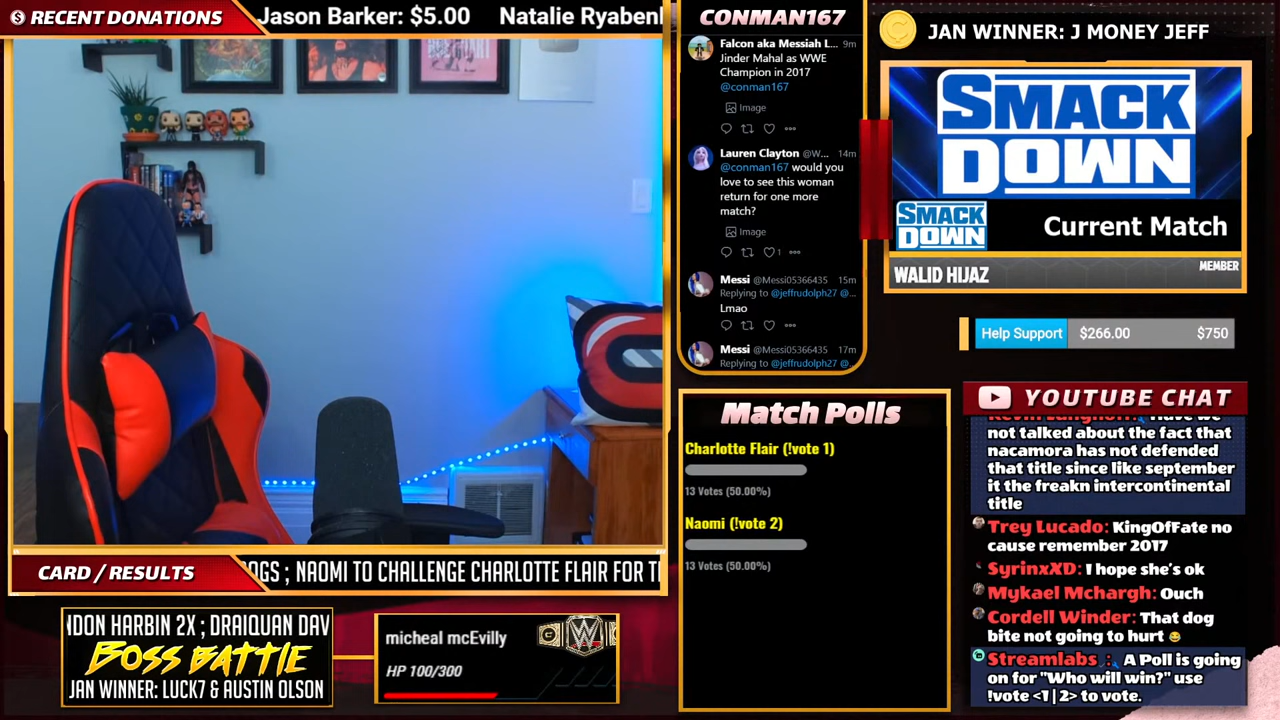 RECENT DONATIONS
Jason Barker: $5.00
CONMAN167
JAN WINNER: J MONEY JEFF
Falcon aka Messiah L... 9m
Jinder Mahal as WWE
Champion in 2017
@conman167
Image
Lauren Clayton @W... 14m
@conman167 would you
love to see this woman
return for one more
match?
Image
1
Messi @Messi05366435 15m
Replying to @jeffrudolph27 @...
Lmao
Messi @Messi05366435 17m
Replying to @jeffrudolph27 @...
SMACK
DOWN
SMACK
DOWN
Current Match
WALID HIJAZ
MEMBER
Help Support $266.00 $750
Match Polls
Charlotte Flair (!vote 1)
13 Votes (50.00%)
Naomi (!vote 2)
13 Votes (50.00%)
YOUTUBE CHAT
not talked about the fact that
nacamora has not defended
that title since like september
it the freakn intercontinental
title
Trey Lucado: KingOfFate no
cause remember 2017
SyrinxXD: I hope she's ok
Mykael Mchargh: Ouch
Cordell Winder: That dog
bite not going to hurt 😂
Streamlabs : A Poll is going
on for "Who will win?" use
!vote <1 | 2> to vote.
CARD / RESULTS
OGS ; NAOMI TO CHALLENGE CHARLOTTE FLAIR FOR
HARBIN 2X ; DRAIQUAN DAV
BOSS BATTLE
JAN WINNER: LUCK7 & AUSTIN OLSON
micheal mcEvilly
HP 100/300